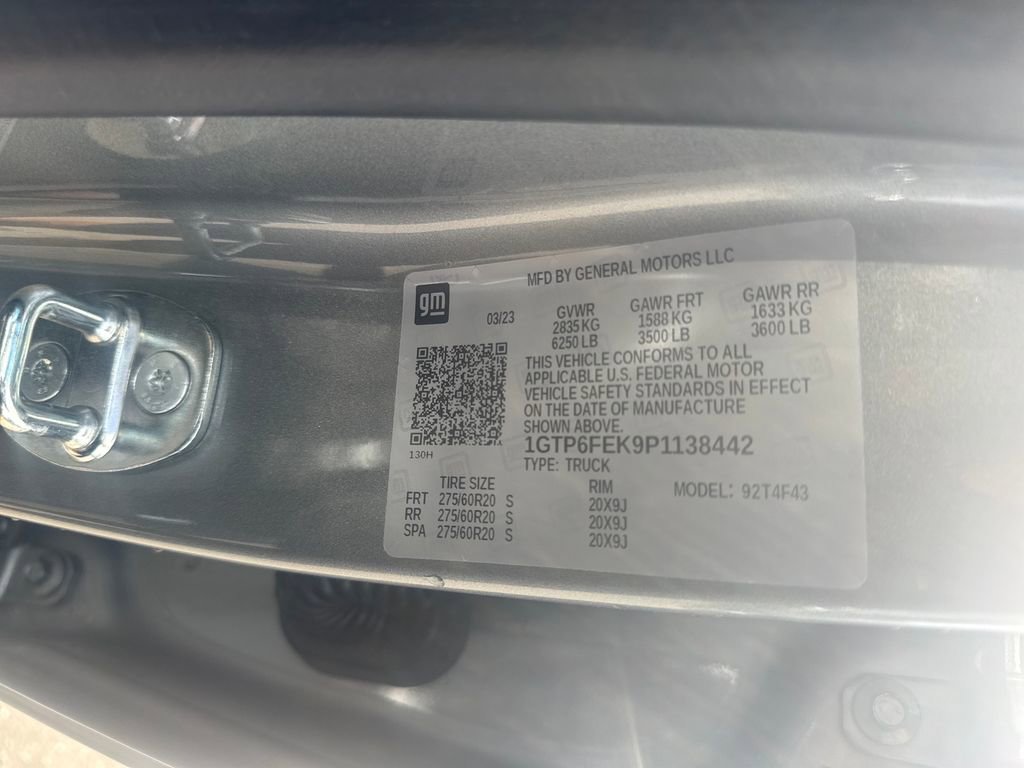 MFD BY GENERAL MOTORS LLC
gm
03/23
GVWR
2835 KG
6250 LB
GAWR FRT
1588 KG
3500 LB
GAWR RR
1633 KG
3600 LB
THIS VEHICLE CONFORMS TO ALL
APPLICABLE U.S. FEDERAL MOTOR
VEHICLE SAFETY STANDARDS IN EFFECT
ON THE DATE OF MANUFACTURE
SHOWN ABOVE.
1GTP6FEK9P1138442
TYPE: TRUCK
130H
TIRE SIZE
RIM
MODEL: 92T4F43
FRT 275/60R20 S 20X9J
RR 275/60R20 S 20X9J
SPA 275/60R20 S 20X9J